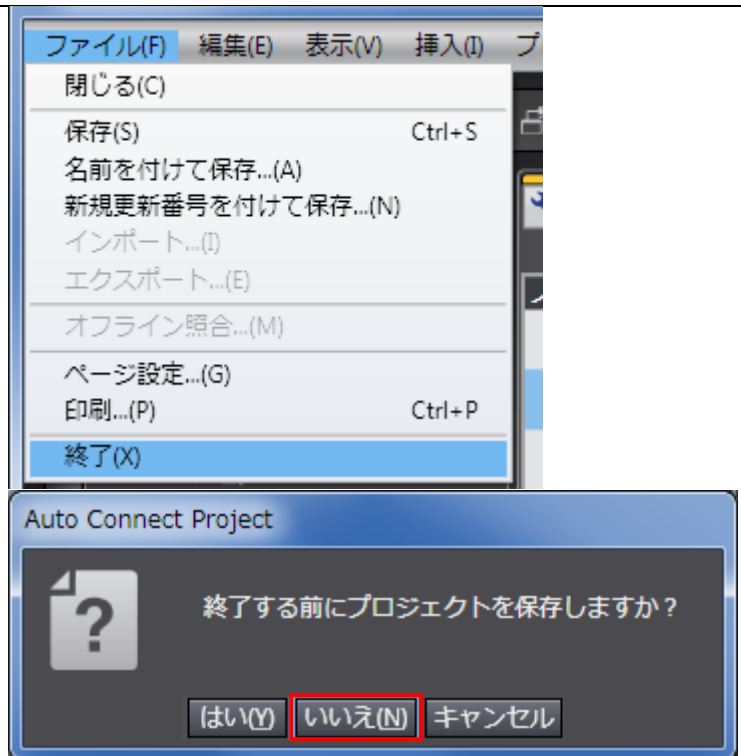 ファイル(F) 編集(E) 表示(V) 挿入(I) プ
閉じる(C)
保存(S) Ctrl+S
名前を付けて保存...(A)
新規更新番号を付けて保存...(N)
インポート...(I)
エクスポート...(E)
オフライン照合...(M)
ページ設定...(G)
印刷...(P) Ctrl+P
終了(X)
Auto Connect Project
終了する前にプロジェクトを保存しますか？
はい(Y) いいえ(N) キャンセル